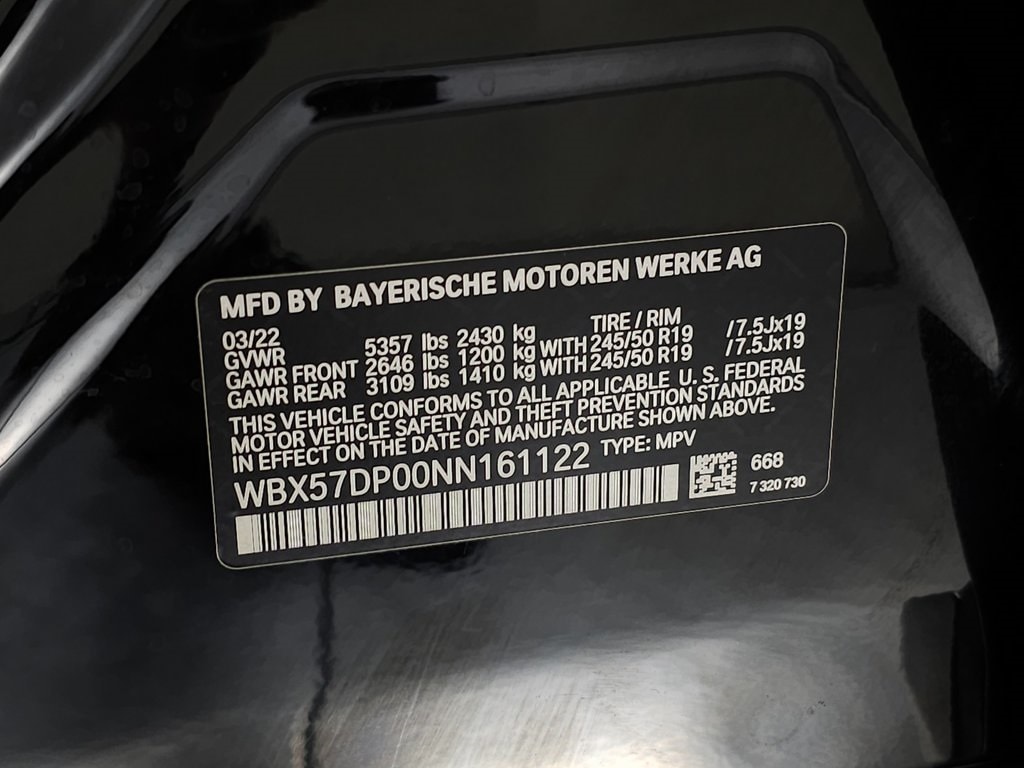 MFD BY BAYERISCHE MOTOREN WERKE AG
03/22 TIRE / RIM
GVWR 5357 lbs 2430 kg
GAWR FRONT 2646 lbs 1200 kg WITH 245/50 R19 /7.5Jx19
GAWR REAR 3109 lbs 1410 kg WITH 245/50 R19 /7.5Jx19
THIS VEHICLE CONFORMS TO ALL APPLICABLE U. S. FEDERAL
MOTOR VEHICLE SAFETY AND THEFT PREVENTION STANDARDS
IN EFFECT ON THE DATE OF MANUFACTURE SHOWN ABOVE.
WBX57DP00NN161122 TYPE: MPV
668
7 320 730